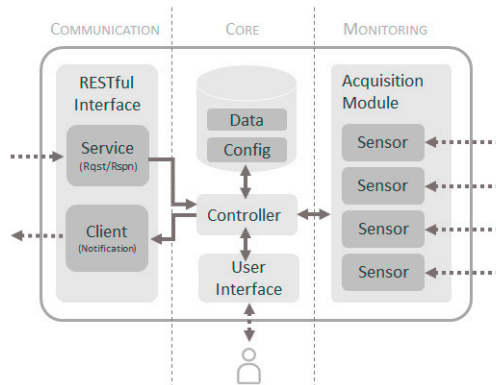 COMMUNICATION
CORE
MONITORING
RESTful
Interface
Service
(Rqst/Rspn)
Client
(Notification)
Data
Config
Controller
User
Interface
Acquisition
Module
Sensor
Sensor
Sensor
Sensor